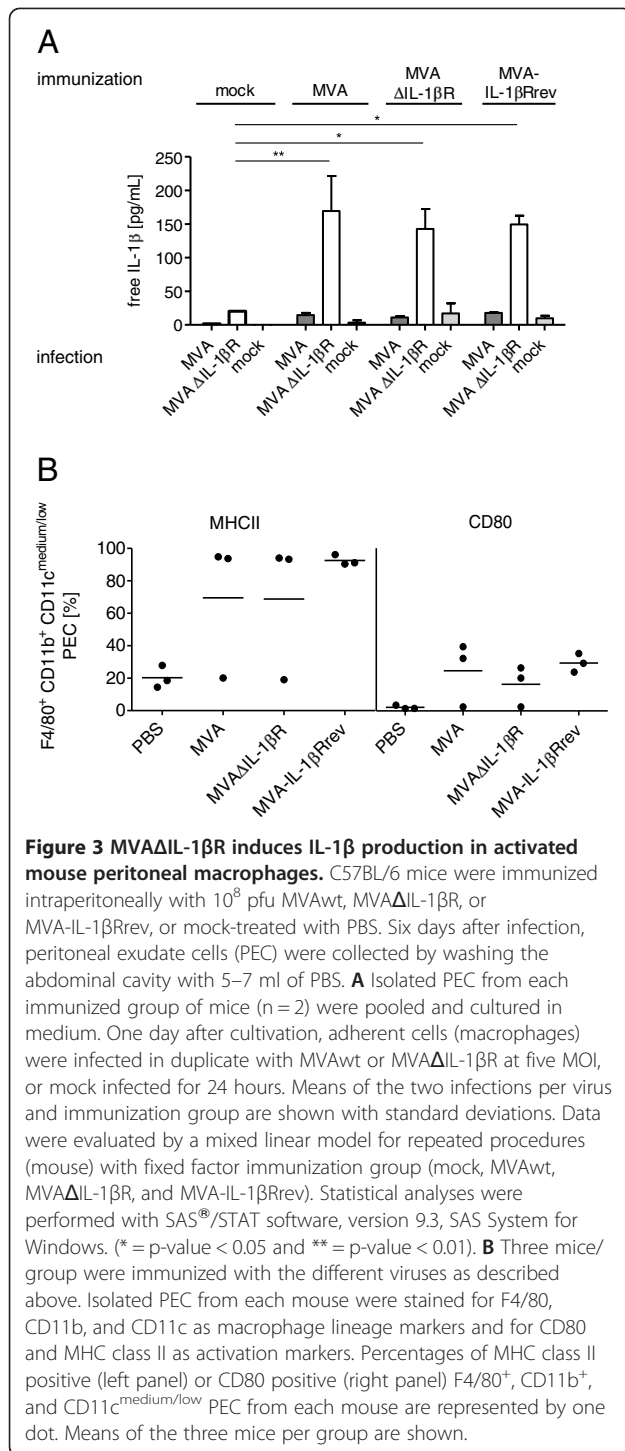 A
immunization
mock
MVA
MVA ΔIL-1βR
MVA-IL-1βRrev
*
*
**
free IL-1β [pg/mL]
250
200
150
100
50
0
infection
MVA
MVA ΔIL-1βR
mock
MVA
MVA ΔIL-1βR
mock
MVA
MVA ΔIL-1βR
mock
MVA
MVA ΔIL-1βR
mock
B
MHCII
CD80
F4/80⁺ CD11b⁺ CD11c^medium/low
PEC [%]
100
80
60
40
20
0
PBS
MVA
MVAΔIL-1βR
MVA-IL-1βRrev
PBS
MVA
MVAΔIL-1βR
MVA-IL-1βRrev
Figure 3 MVAΔIL-1βR induces IL-1β production in activated
mouse peritoneal macrophages. C57BL/6 mice were immunized
intraperitoneally with 10⁸ pfu MVAwt, MVAΔIL-1βR, or
MVA-IL-1βRrev, or mock-treated with PBS. Six days after infection,
peritoneal exudate cells (PEC) were collected by washing the
abdominal cavity with 5–7 ml of PBS. A Isolated PEC from each
immunized group of mice (n = 2) were pooled and cultured in
medium. One day after cultivation, adherent cells (macrophages)
were infected in duplicate with MVAwt or MVAΔIL-1βR at five MOI,
or mock infected for 24 hours. Means of the two infections per virus
and immunization group are shown with standard deviations. Data
were evaluated by a mixed linear model for repeated procedures
(mouse) with fixed factor immunization group (mock, MVAwt,
MVAΔIL-1βR, and MVA-IL-1βRrev). Statistical analyses were
performed with SAS®/STAT software, version 9.3, SAS System for
Windows. (* = p-value < 0.05 and ** = p-value < 0.01). B Three mice/
group were immunized with the different viruses as described
above. Isolated PEC from each mouse were stained for F4/80,
CD11b, and CD11c as macrophage lineage markers and for CD80
and MHC class II as activation markers. Percentages of MHC class II
positive (left panel) or CD80 positive (right panel) F4/80⁺, CD11b⁺,
and CD11c^medium/low PEC from each mouse are represented by one
dot. Means of the three mice per group are shown.